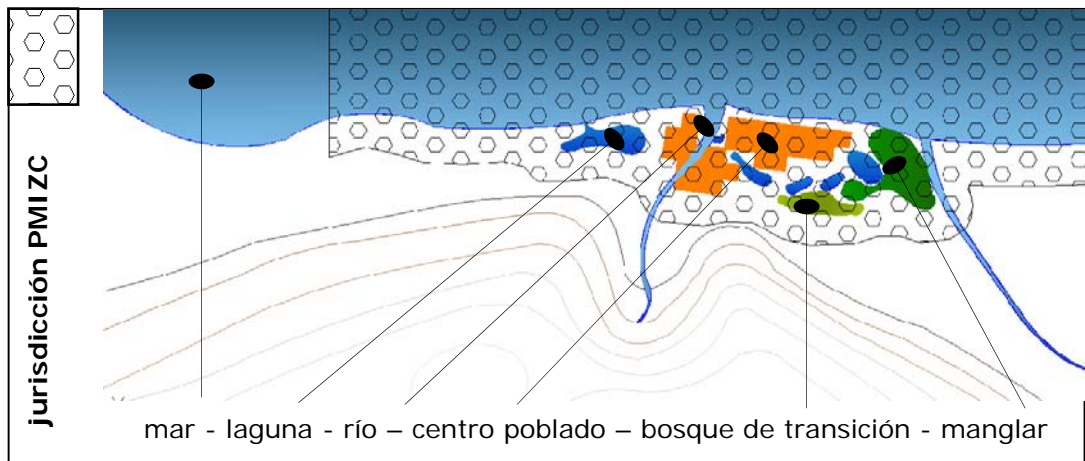 jurisdicción PMIZC
mar - laguna - río – centro poblado – bosque de transición - manglar